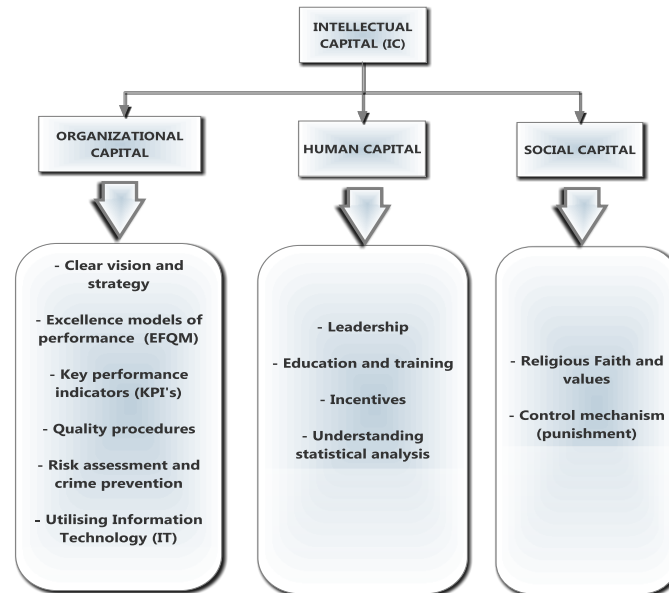 INTELLECTUAL
CAPITAL (IC)
ORGANIZATIONAL
CAPITAL
HUMAN CAPITAL
SOCIAL CAPITAL
- Clear vision and
strategy
- Excellence models of
performance (EFQM)
- Key performance
indicators (KPI's)
- Quality procedures
- Risk assessment and
crime prevention
- Utilising Information
Technology (IT)
- Leadership
- Education and training
- Incentives
- Understanding
statistical analysis
- Religious Faith and
values
- Control mechanism
(punishment)